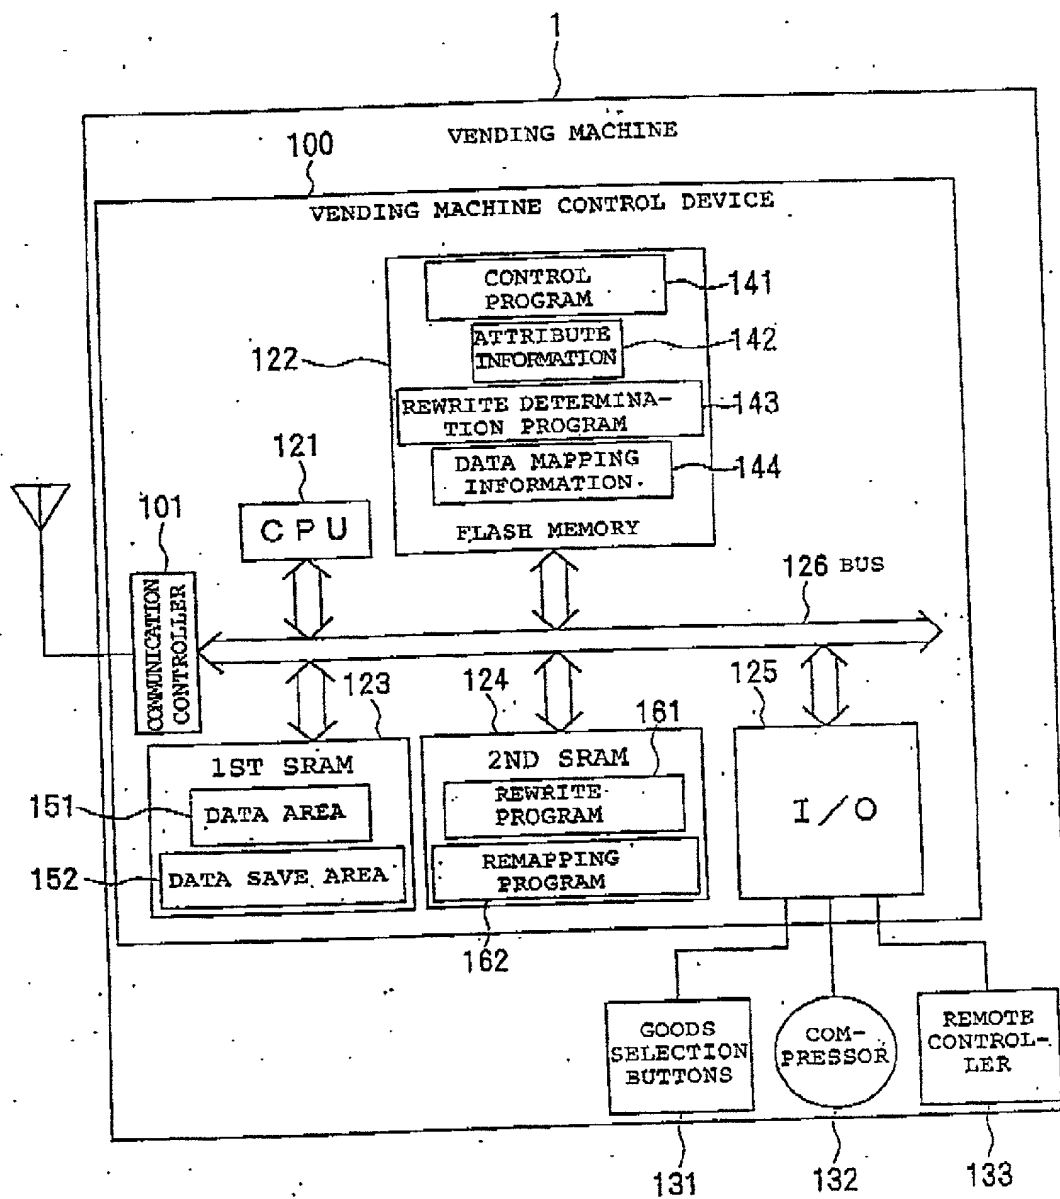 1
VENDING MACHINE
100
VENDING MACHINE CONTROL DEVICE
CONTROL
PROGRAM
141
ATTRIBUTE
INFORMATION
142
122
REWRITE DETERMINA-
TION PROGRAM
143
DATA MAPPING
INFORMATION
144
FLASH MEMORY
121
CPU
101
COMMUNICATION
CONTROLLER
126 BUS
123
124
125
161
1ST SRAM
151
DATA AREA
152
DATA SAVE AREA
2ND SRAM
REWRITE
PROGRAM
REMAPPING
PROGRAM
162
I/O
GOODS
SELECTION
BUTTONS
COM-
PRESSOR
REMOTE
CONTROL-
LER
131
132
133